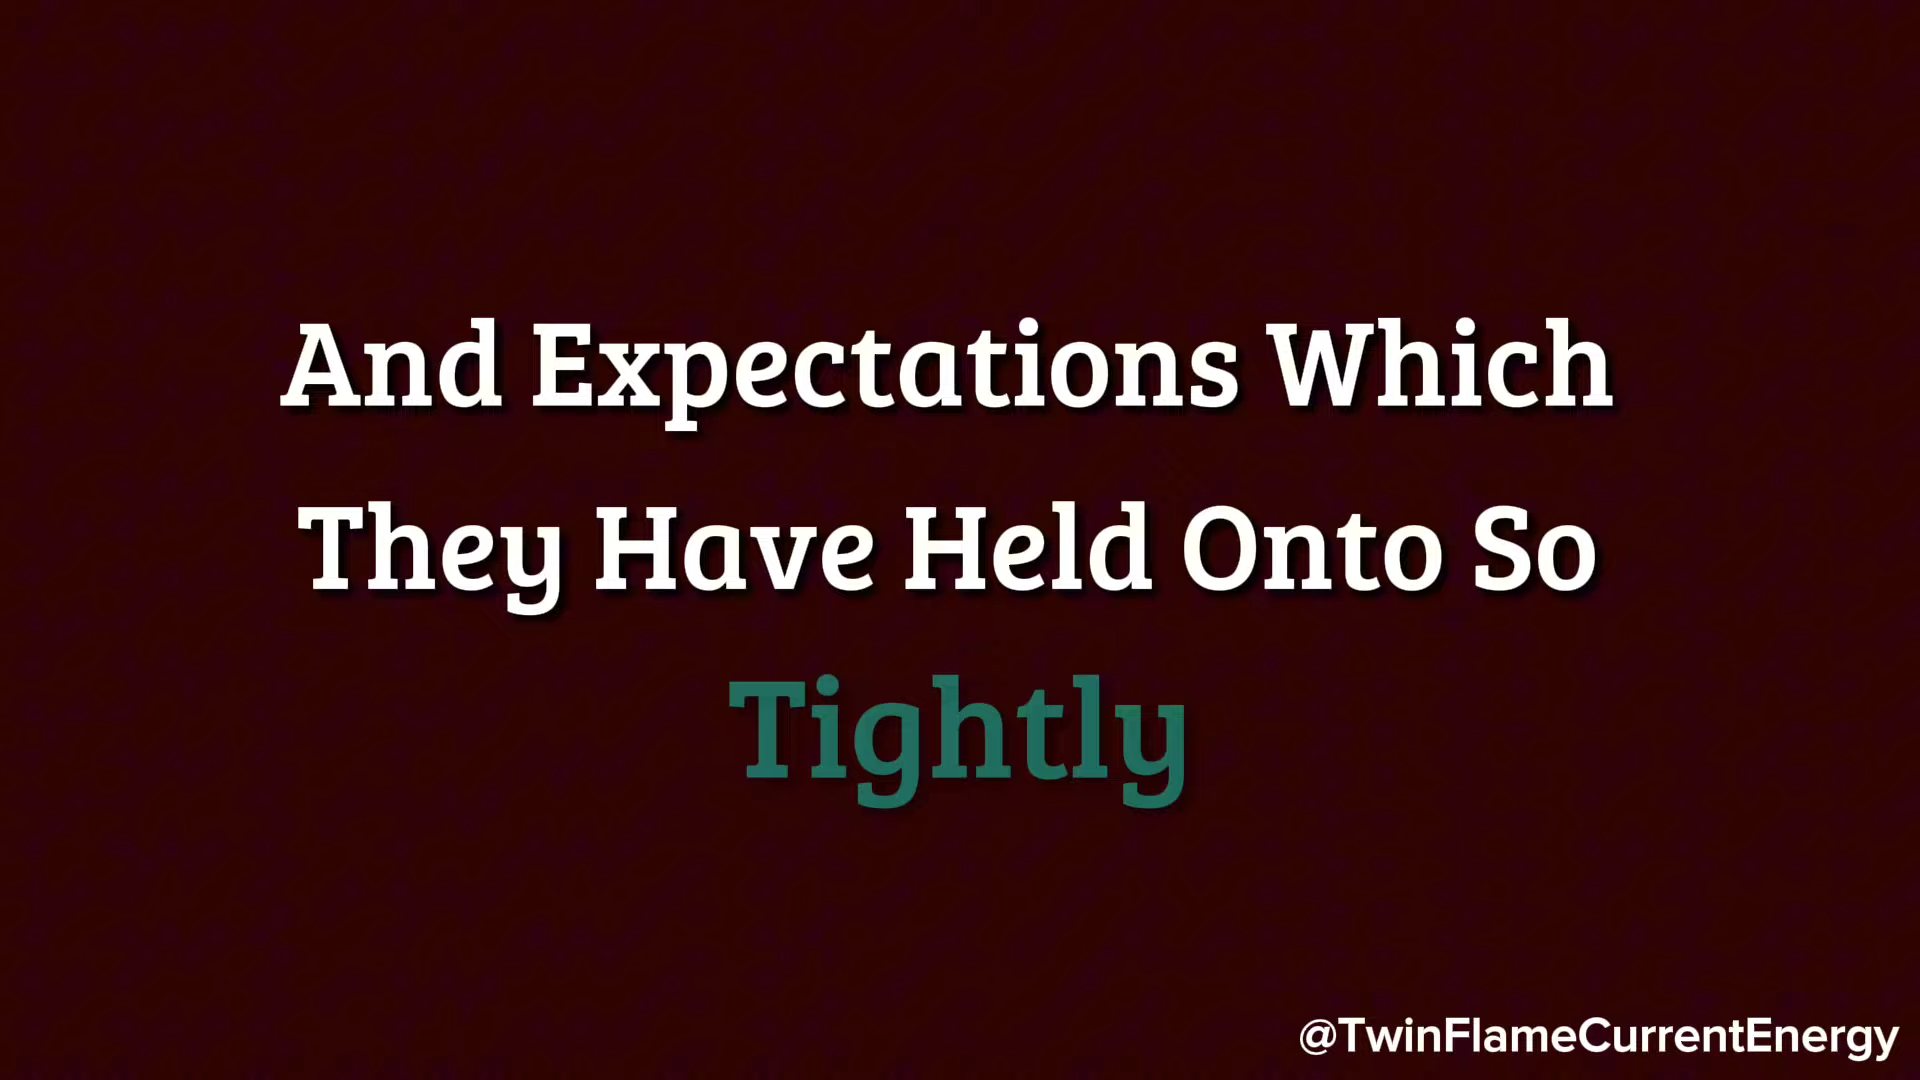 And Expectations Which
They Have Held Onto So
Tightly
@TwinFlameCurrentEnergy